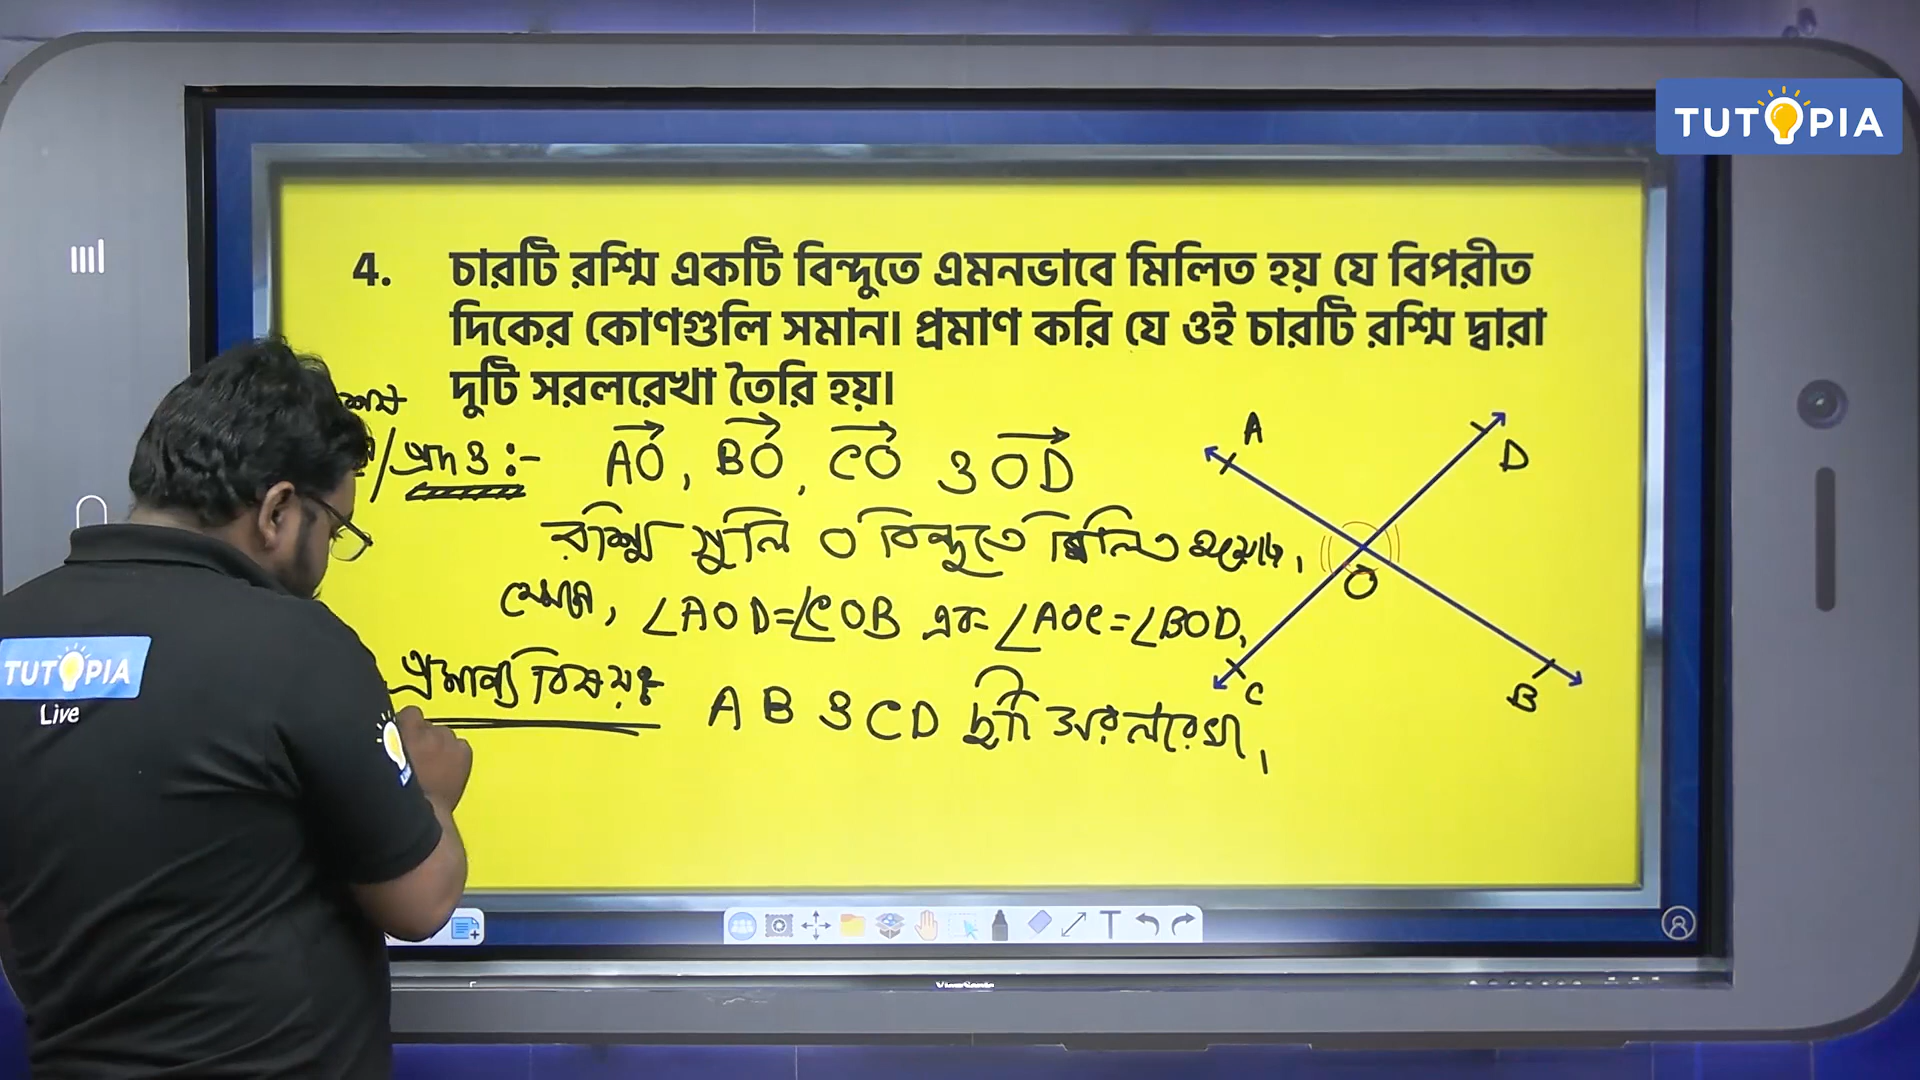 TUTOPIA
4. চারটি রশ্মি একটি বিন্দুতে এমনভাবে মিলিত হয় যে বিপরীত
দিকের কোণগুলি সমান। প্রমাণ করি যে ওই চারটি রশ্মি দ্বারা
দুটি সরলরেখা তৈরি হয়।
/প্রদত্ত :- AO, BO, CO ও OD
রশ্মি গুলি O বিন্দুতে মিলিত হয়েছে।
যেখানে, ∠AOD=∠COB এবং ∠AOC=∠BOD,
প্রমাণ্য বিষয়ঃ AB ও CD দুটি সরলরেখা।
A
D
O
C
B
TUTOPIA
Live
ViewSonic